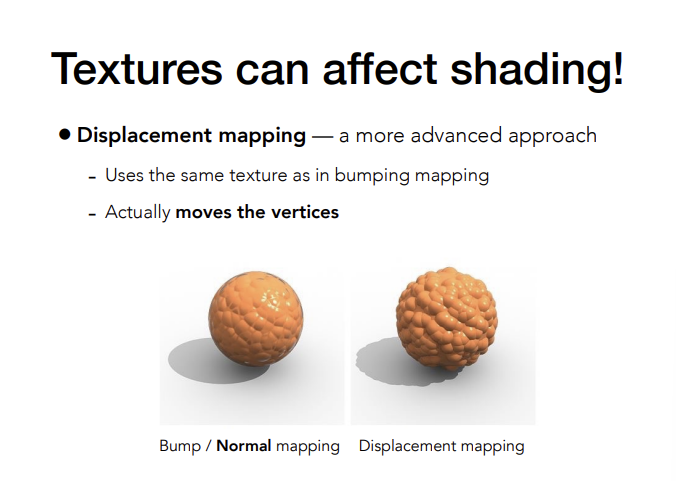 Textures can affect shading!
● Displacement mapping — a more advanced approach
- Uses the same texture as in bumping mapping
- Actually moves the vertices
Bump / Normal mapping
Displacement mapping